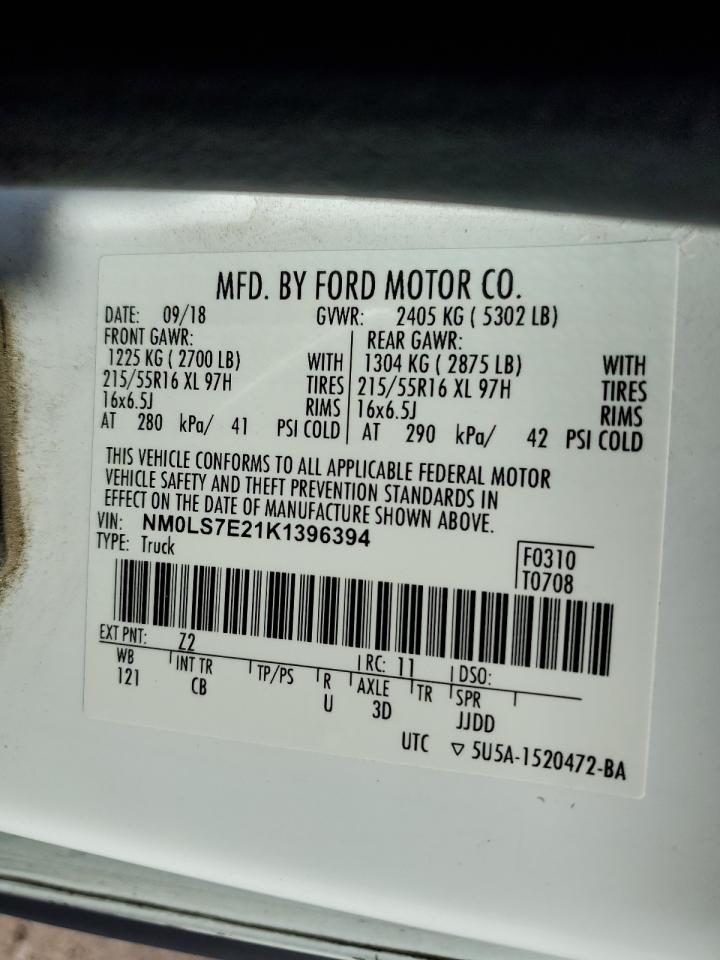 MFD. BY FORD MOTOR CO.
DATE: 09/18 GVWR: 2405 KG ( 5302 LB)
FRONT GAWR: REAR GAWR:
1225 KG ( 2700 LB) WITH 1304 KG ( 2875 LB) WITH
215/55R16 XL 97H TIRES 215/55R16 XL 97H TIRES
16x6.5J RIMS 16x6.5J RIMS
AT 280 kPa/ 41 PSI COLD AT 290 kPa/ 42 PSI COLD
THIS VEHICLE CONFORMS TO ALL APPLICABLE FEDERAL MOTOR
VEHICLE SAFETY AND THEFT PREVENTION STANDARDS IN
EFFECT ON THE DATE OF MANUFACTURE SHOWN ABOVE.
VIN: NM0LS7E21K1396394
TYPE: Truck F0310
T0708
EXT PNT: Z2 RC: 11 DSO:
WB INT TR TP/PS R AXLE TR SPR
121 CB U 3D JJDD
UTC ▽ 5U5A-1520472-BA